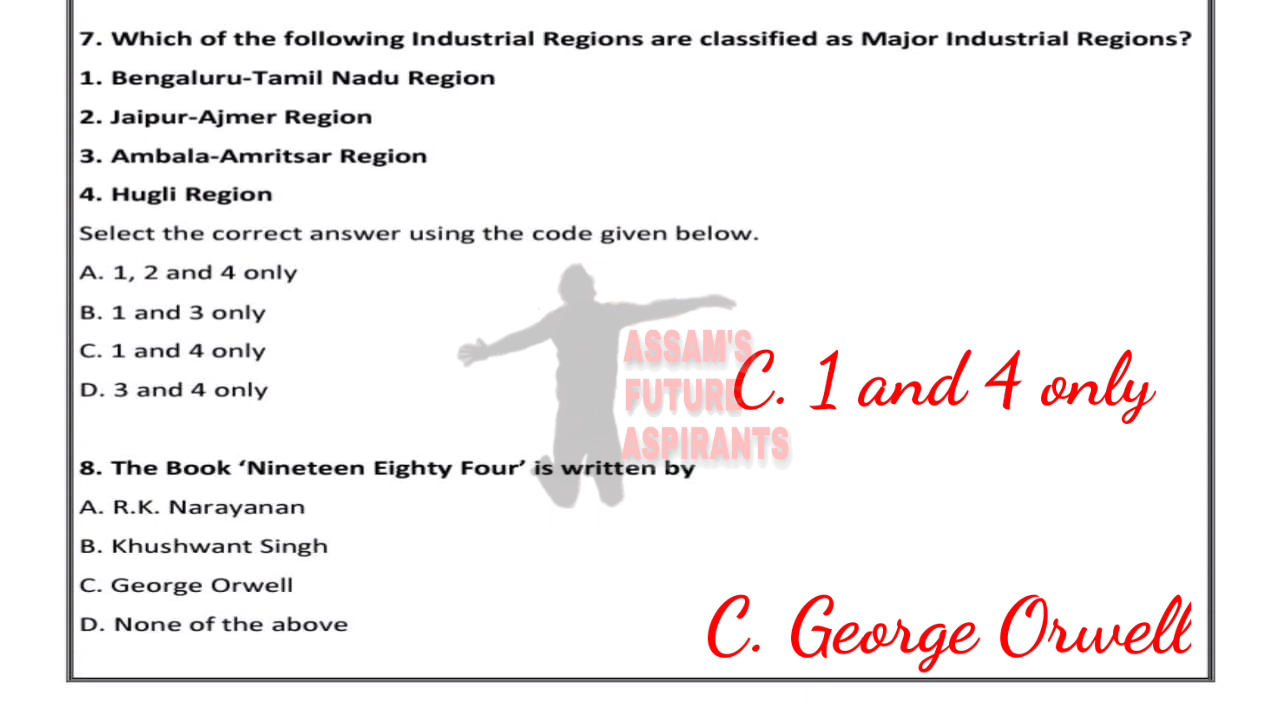 7. Which of the following Industrial Regions are classified as Major Industrial Regions?
1. Bengaluru-Tamil Nadu Region
2. Jaipur-Ajmer Region
3. Ambala-Amritsar Region
4. Hugli Region
Select the correct answer using the code given below.
A. 1, 2 and 4 only
B. 1 and 3 only
C. 1 and 4 only
D. 3 and 4 only
ASSAM'S
FUTURE
ASPIRANTS
C. 1 and 4 only
8. The Book ‘Nineteen Eighty Four’ is written by
A. R.K. Narayanan
B. Khushwant Singh
C. George Orwell
D. None of the above
C. George Orwell